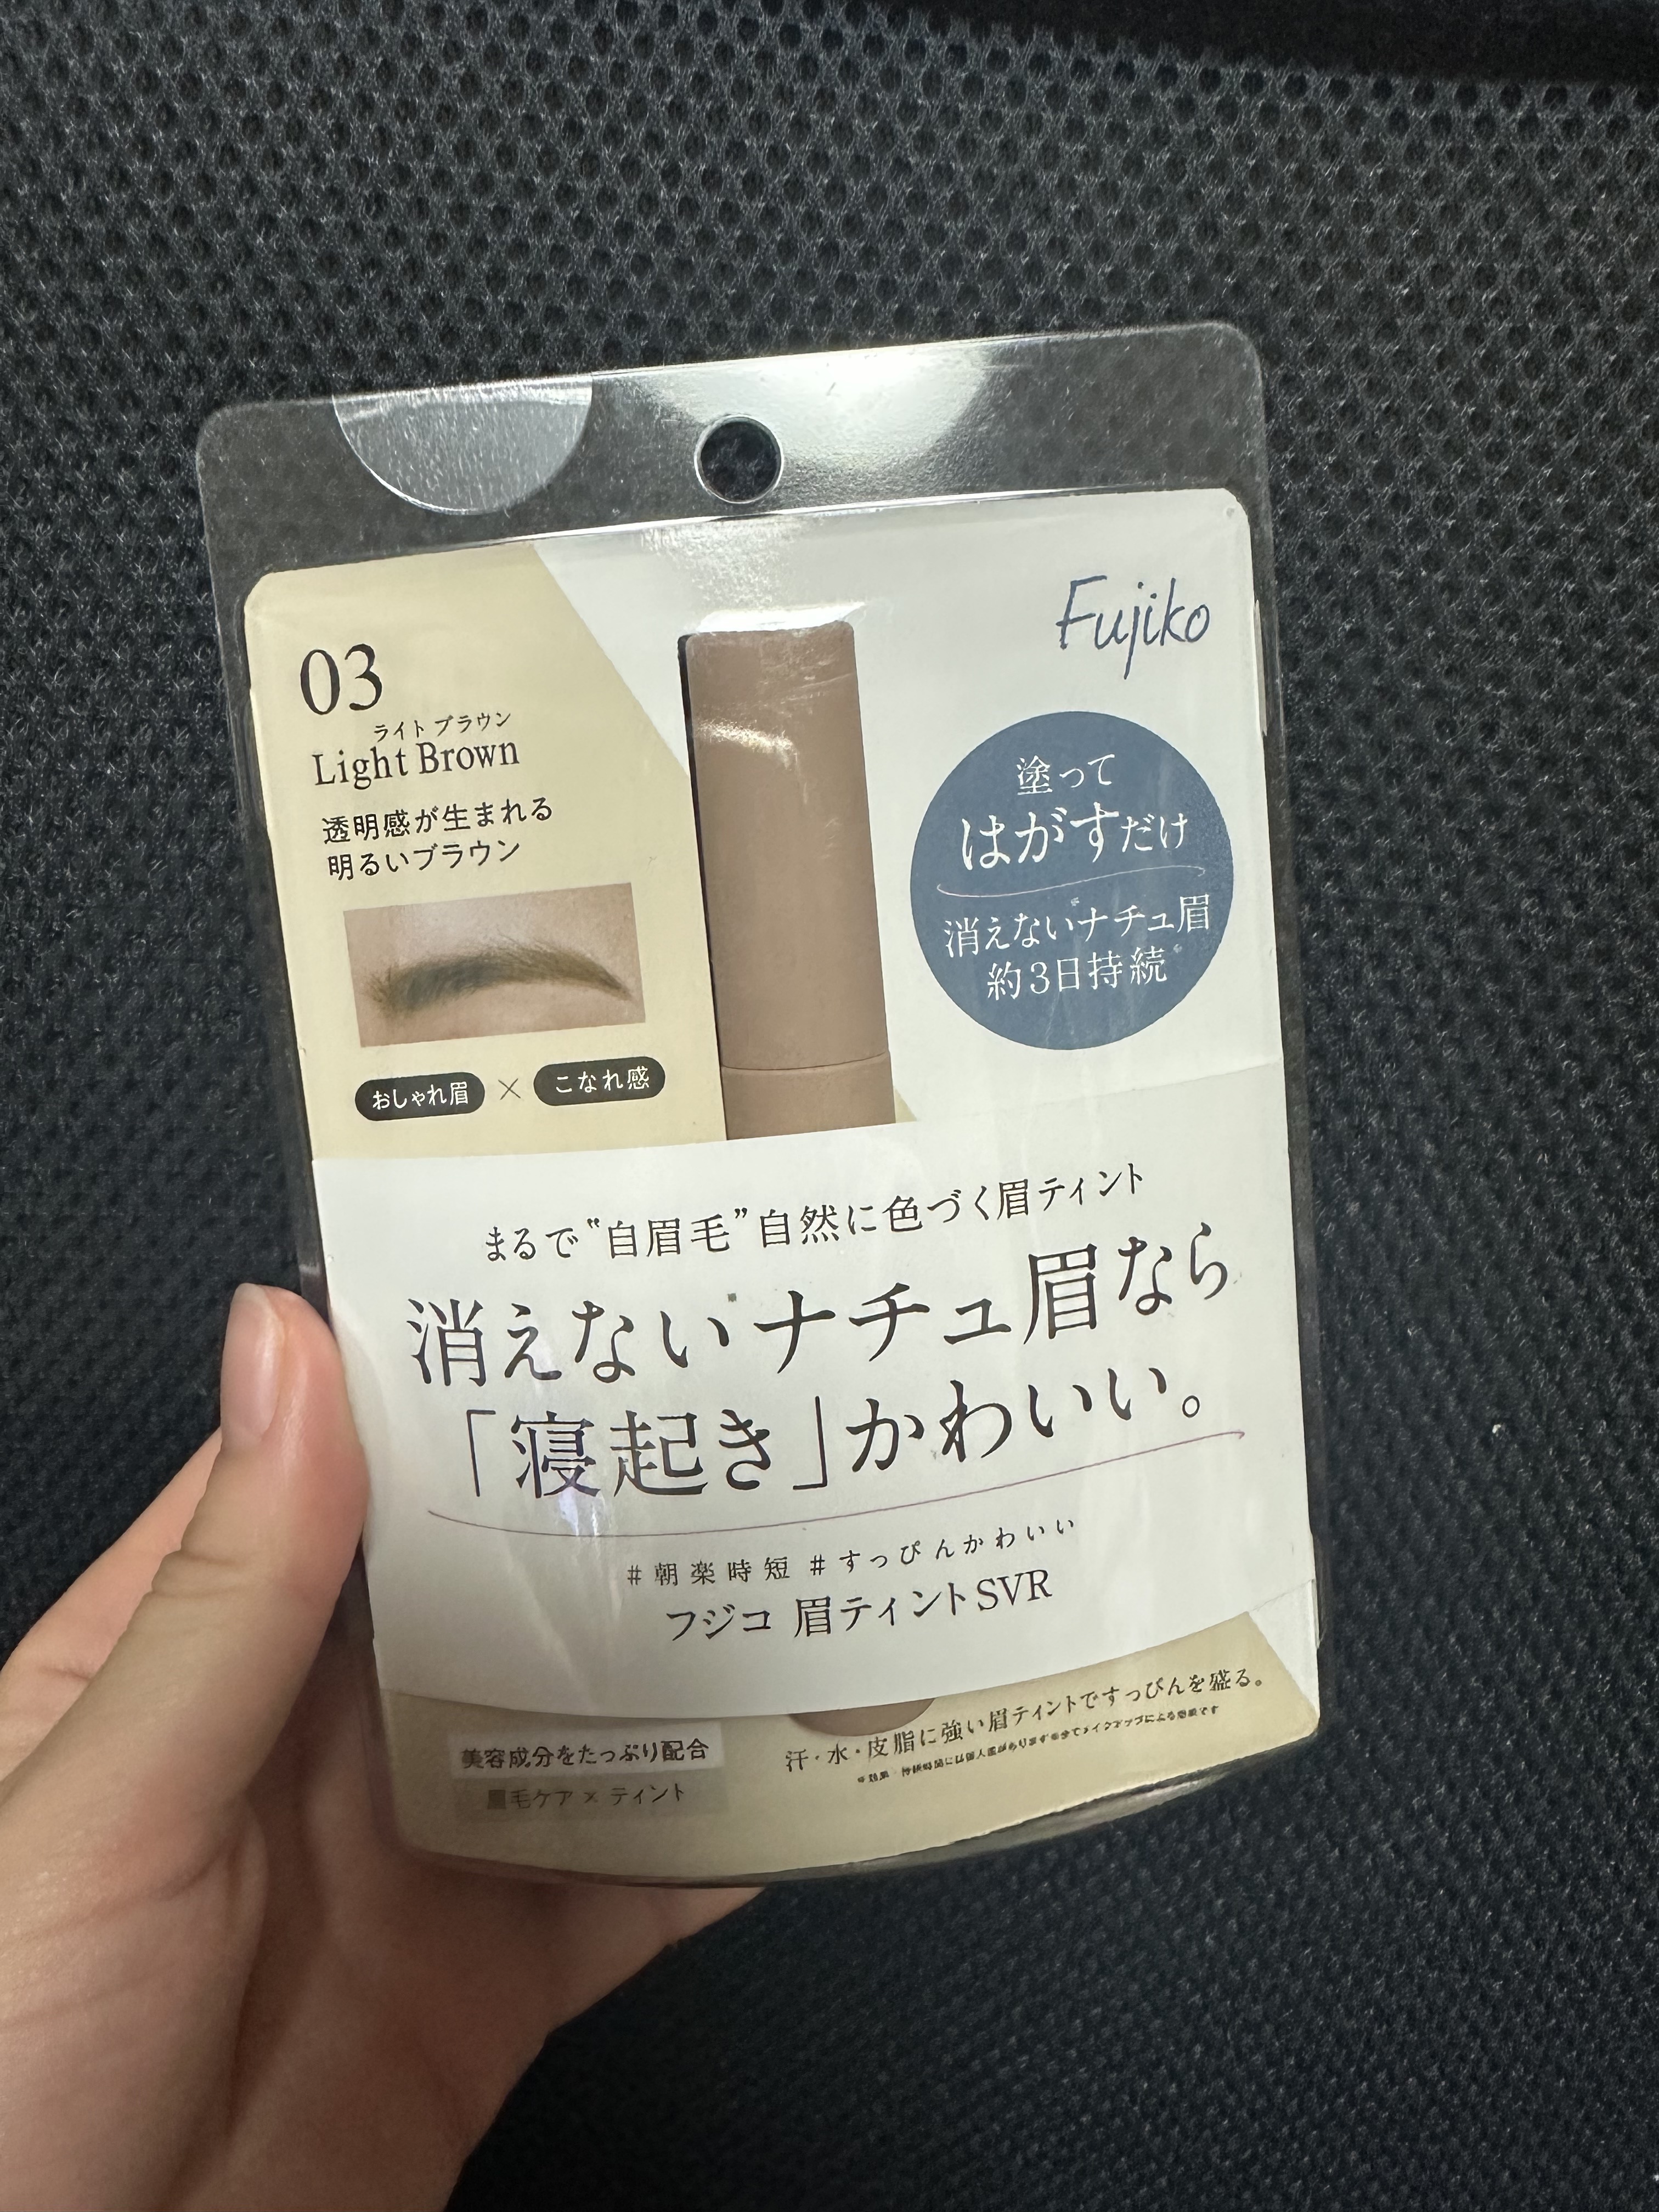 Fujiko
03
ライト ブラウン
Light Brown
透明感が生まれる
明るいブラウン
おしゃれ眉 × こなれ感
塗って
はがすだけ
消えないナチュ眉
約3日持続*
まるで“自眉毛”自然に色づく眉ティント
消えないナチュ眉なら
「寝起き」かわいい。
#朝楽時短 #すっぴんかわいい
フジコ 眉ティントSVR
美容成分をたっぷり配合
眉毛ケア × ティント
汗・水・皮脂に強い眉ティントですっぴんを盛る。